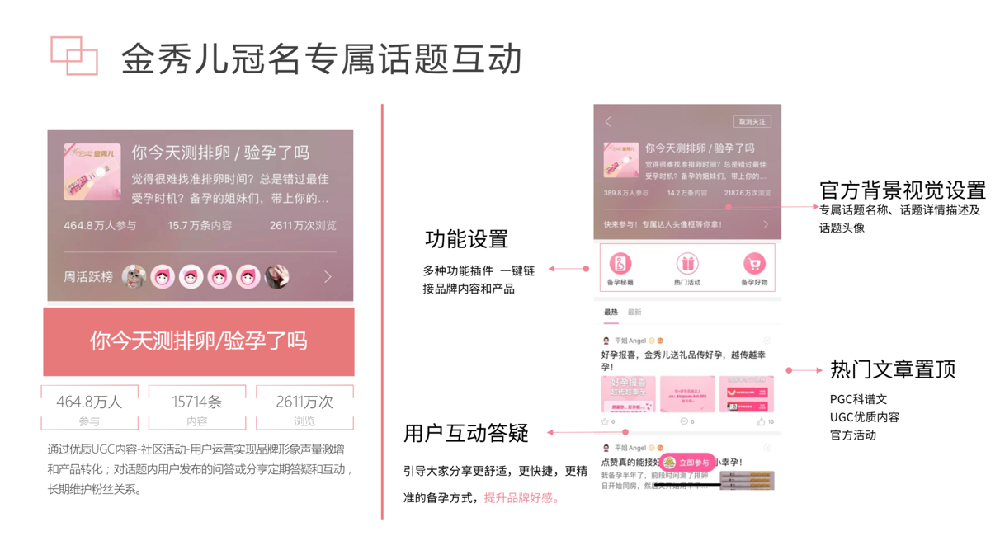 金秀儿冠名专属话题互动
金秀儿
你今天测排卵 / 验孕了吗
觉得很难找准排卵时间？总是错过最佳
受孕时机？备孕的姐妹们，带上你的...
464.8万人参与 15.7万条内容 2611万次浏览
周活跃榜
你今天测排卵/验孕了吗
464.8万人 15714条 2611万次
参与 内容 浏览
通过优质UGC内容-社区活动-用户运营实现品牌形象声量激增
和产品转化；对话题内用户发布的问答或分享定期答疑和互动，
长期维护粉丝关系。
功能设置
多种功能插件 一键链
接品牌内容和产品
用户互动答疑
引导大家分享更舒适，更快捷，更精
准的备孕方式，提升品牌好感。
取消关注
金秀儿
你今天测排卵 / 验孕了吗
觉得很难找准排卵时间？总是错过最佳
受孕时机？备孕的姐妹们，带上你的...
389.8万人参与 14.2万条内容 2187.6万次浏览
快来参与！专属达人头像框等你拿！
备孕秘籍 热门活动 备孕好物
最热 最新
平姐Angel
好孕报喜，金秀儿送礼品传好孕，越传越幸
孕！
好孕报喜
越传越幸孕
0 0 10
平姐Angel
点赞真的能接好 小幸孕！
立即参与
我备孕半年了，前段时间测了排卵
日开始同房，然后
官方背景视觉设置
专属话题名称、话题详情描述及
话题头像
热门文章置顶
PGC科谱文
UGC优质内容
官方活动